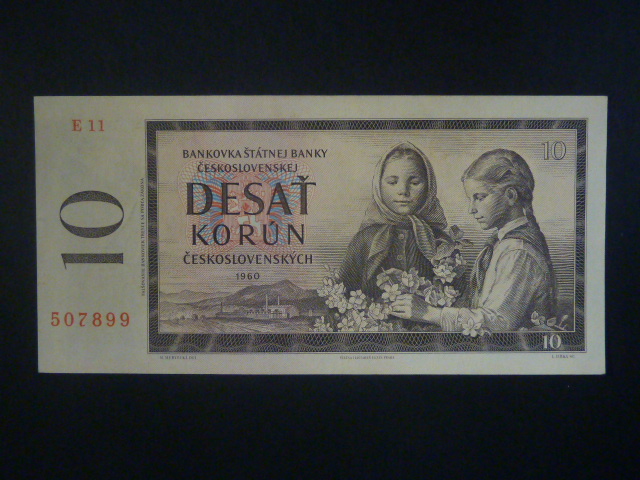 E 11
10
507899
BANKOVKA ŠTÁTNEJ BANKY
ČESKOSLOVENSKEJ
DESAŤ
KORÚN
ČESKOSLOVENSKÝCH
1960
10
10